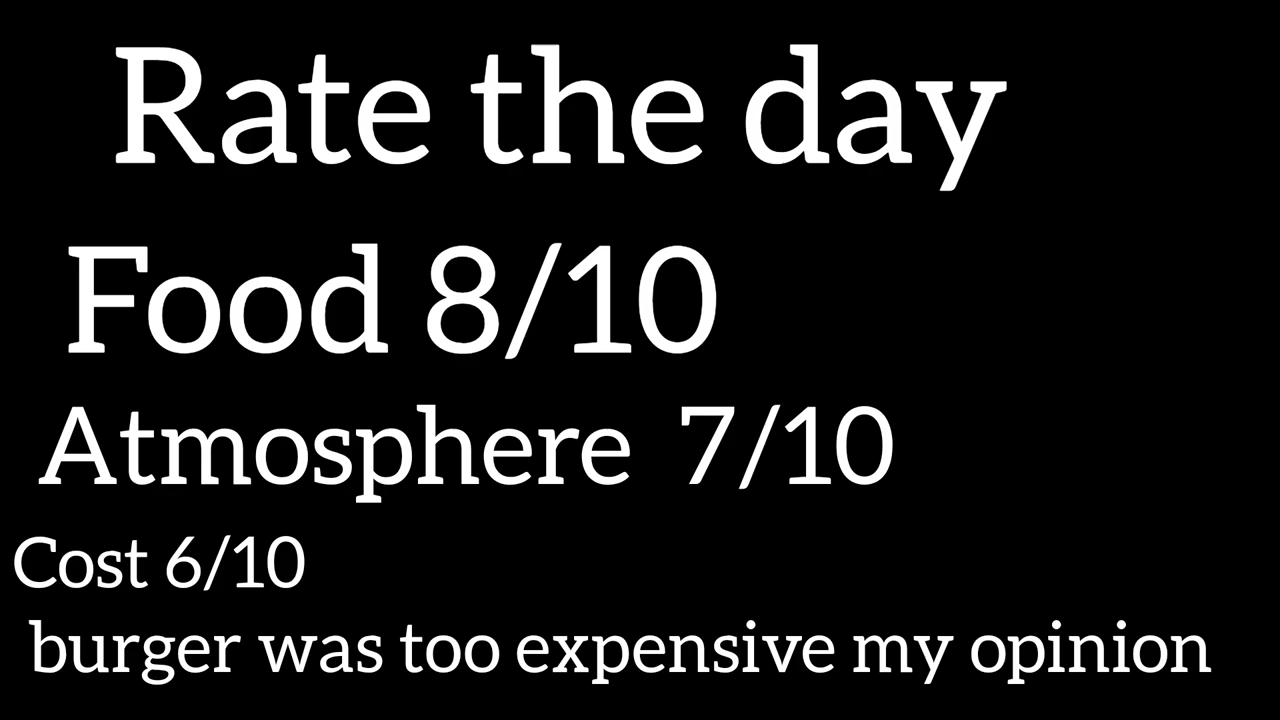 Rate the day
Food 8/10
Atmosphere 7/10
Cost 6/10
burger was too expensive my opinion